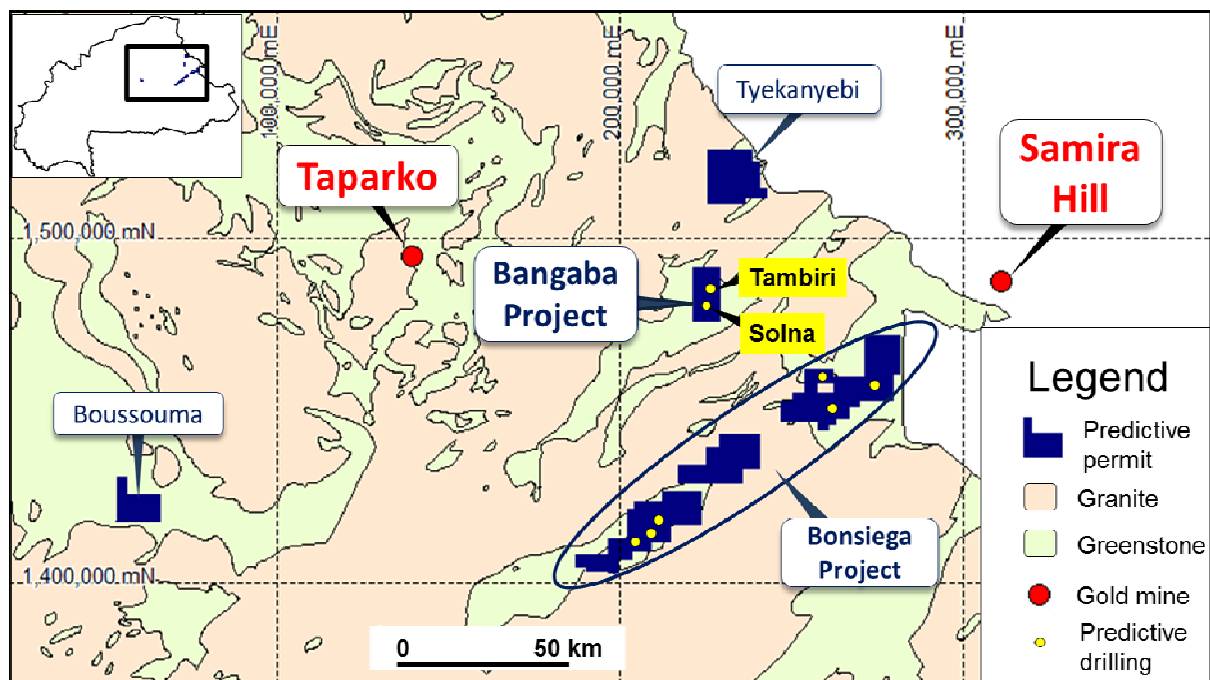 100,000 mE
200,000 mE
300,000 mE
Tyekanyebi
Taparko
Samira
Hill
1,500,000 mN
Bangaba
Project
Tambiri
Solna
Boussouma
Bonsiega
Project
1,400,000 mN
0 50 km
Legend
Predictive
permit
Granite
Greenstone
Gold mine
Predictive
drilling